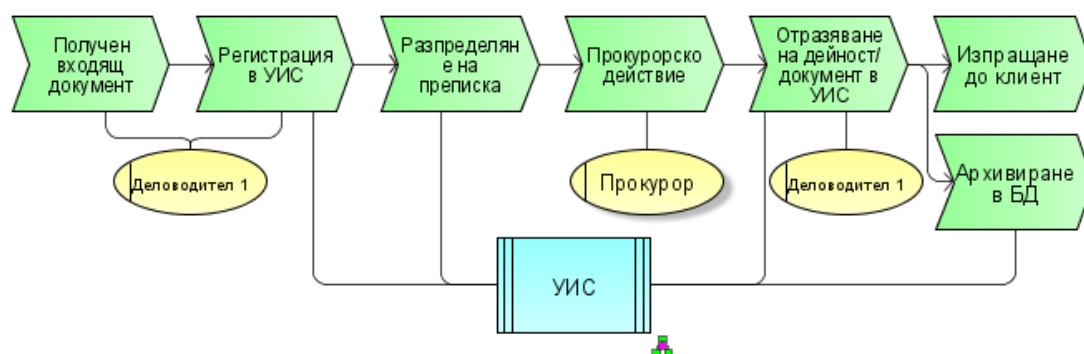 Получен
входящ
документ
Регистрация
в УИС
Разпределян
е на
преписка
Прокурорско
действие
Отразяване
на дейност/
документ в
УИС
Изпращане
до клиент
Деловодител 1
Прокурор
Деловодител 1
Архивиране
в БД
УИС